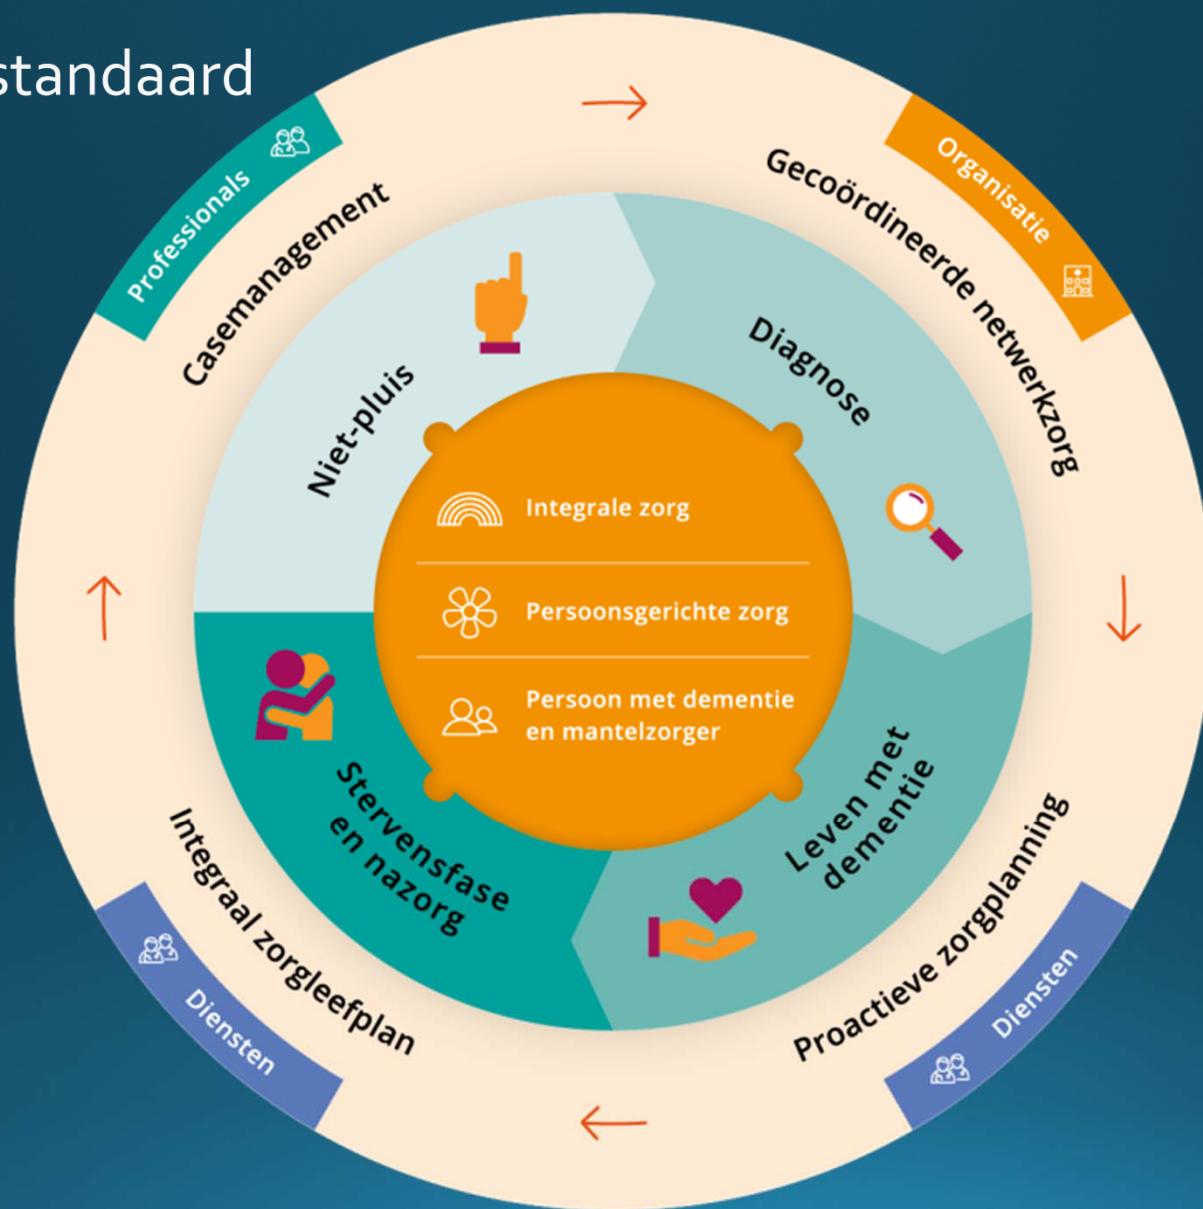 standaard
Professionals
Casemanagement
Organisatie
Gecoördineerde netwerkzorg
Niet-pluis
Diagnose
Integrale zorg
Persoonsgerichte zorg
Persoon met dementie
en mantelzorger
Stervensfase
en nazorg
Leven met
dementie
Integraal zorgleefplan
Diensten
Proactieve zorgplanning
Diensten